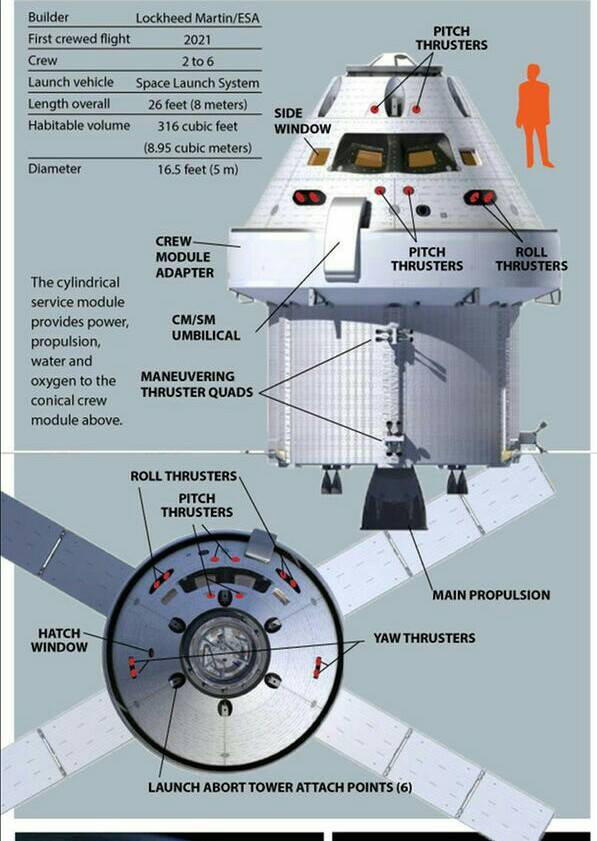 Builder Lockheed Martin/ESA
First crewed flight 2021
Crew 2 to 6
Launch vehicle Space Launch System
Length overall 26 feet (8 meters)
Habitable volume 316 cubic feet
(8.95 cubic meters)
Diameter 16.5 feet (5 m)
PITCH
THRUSTERS
SIDE
WINDOW
PITCH
THRUSTERS
ROLL
THRUSTERS
CREW
MODULE
ADAPTER
The cylindrical
service module
provides power,
propulsion,
water and
oxygen to the
conical crew
module above.
CM/SM
UMBILICAL
MANEUVERING
THRUSTER QUADS
ROLL THRUSTERS
PITCH
THRUSTERS
MAIN PROPULSION
HATCH
WINDOW
YAW THRUSTERS
LAUNCH ABORT TOWER ATTACH POINTS (6)